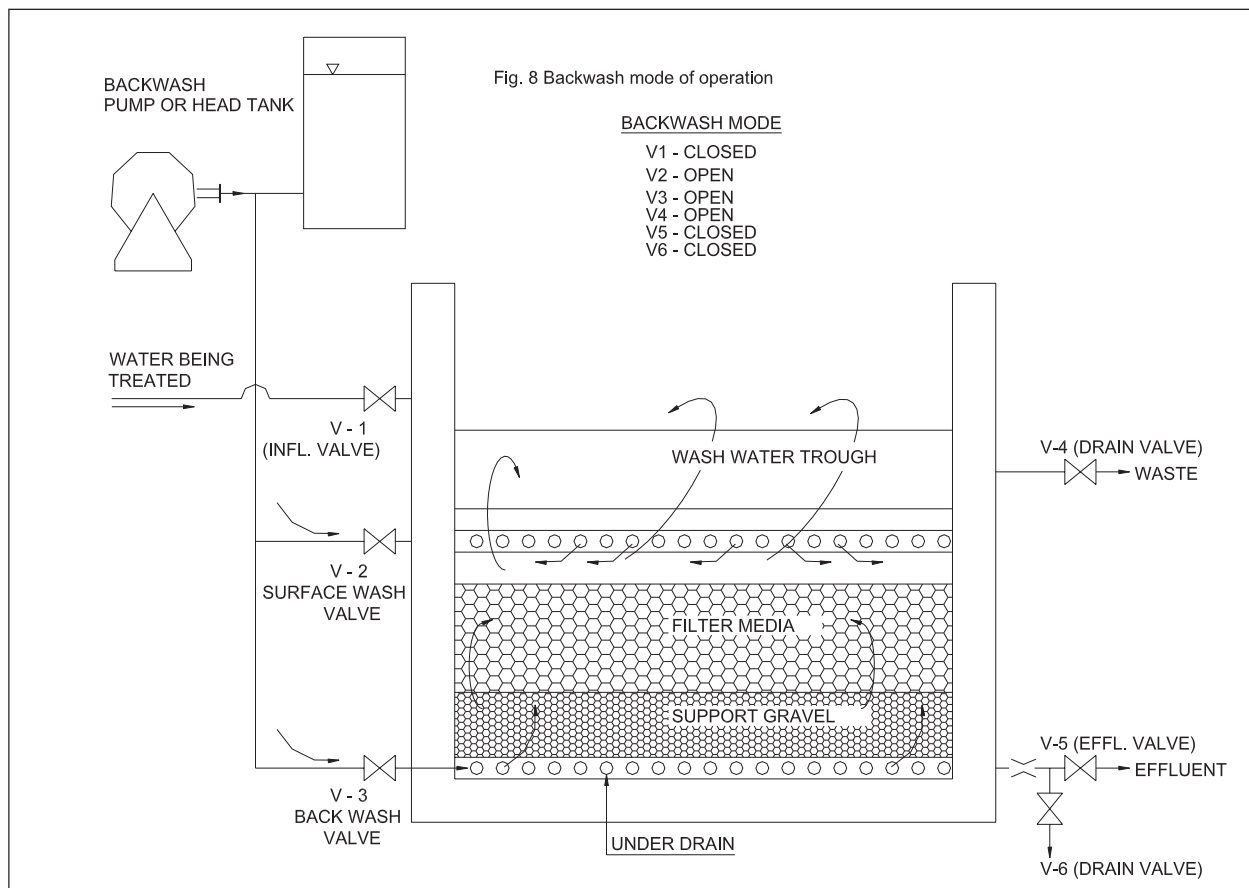 Fig. 8 Backwash mode of operation
BACKWASH
PUMP OR HEAD TANK
BACKWASH MODE
V1 - CLOSED
V2 - OPEN
V3 - OPEN
V4 - OPEN
V5 - CLOSED
V6 - CLOSED
WATER BEING
TREATED
V - 1
(INFL. VALVE)
WASH WATER TROUGH
V-4 (DRAIN VALVE)
WASTE
V - 2
SURFACE WASH
VALVE
FILTER MEDIA
SUPPORT GRAVEL
V-5 (EFFL. VALVE)
EFFLUENT
V - 3
BACK WASH
VALVE
UNDER DRAIN
V-6 (DRAIN VALVE)